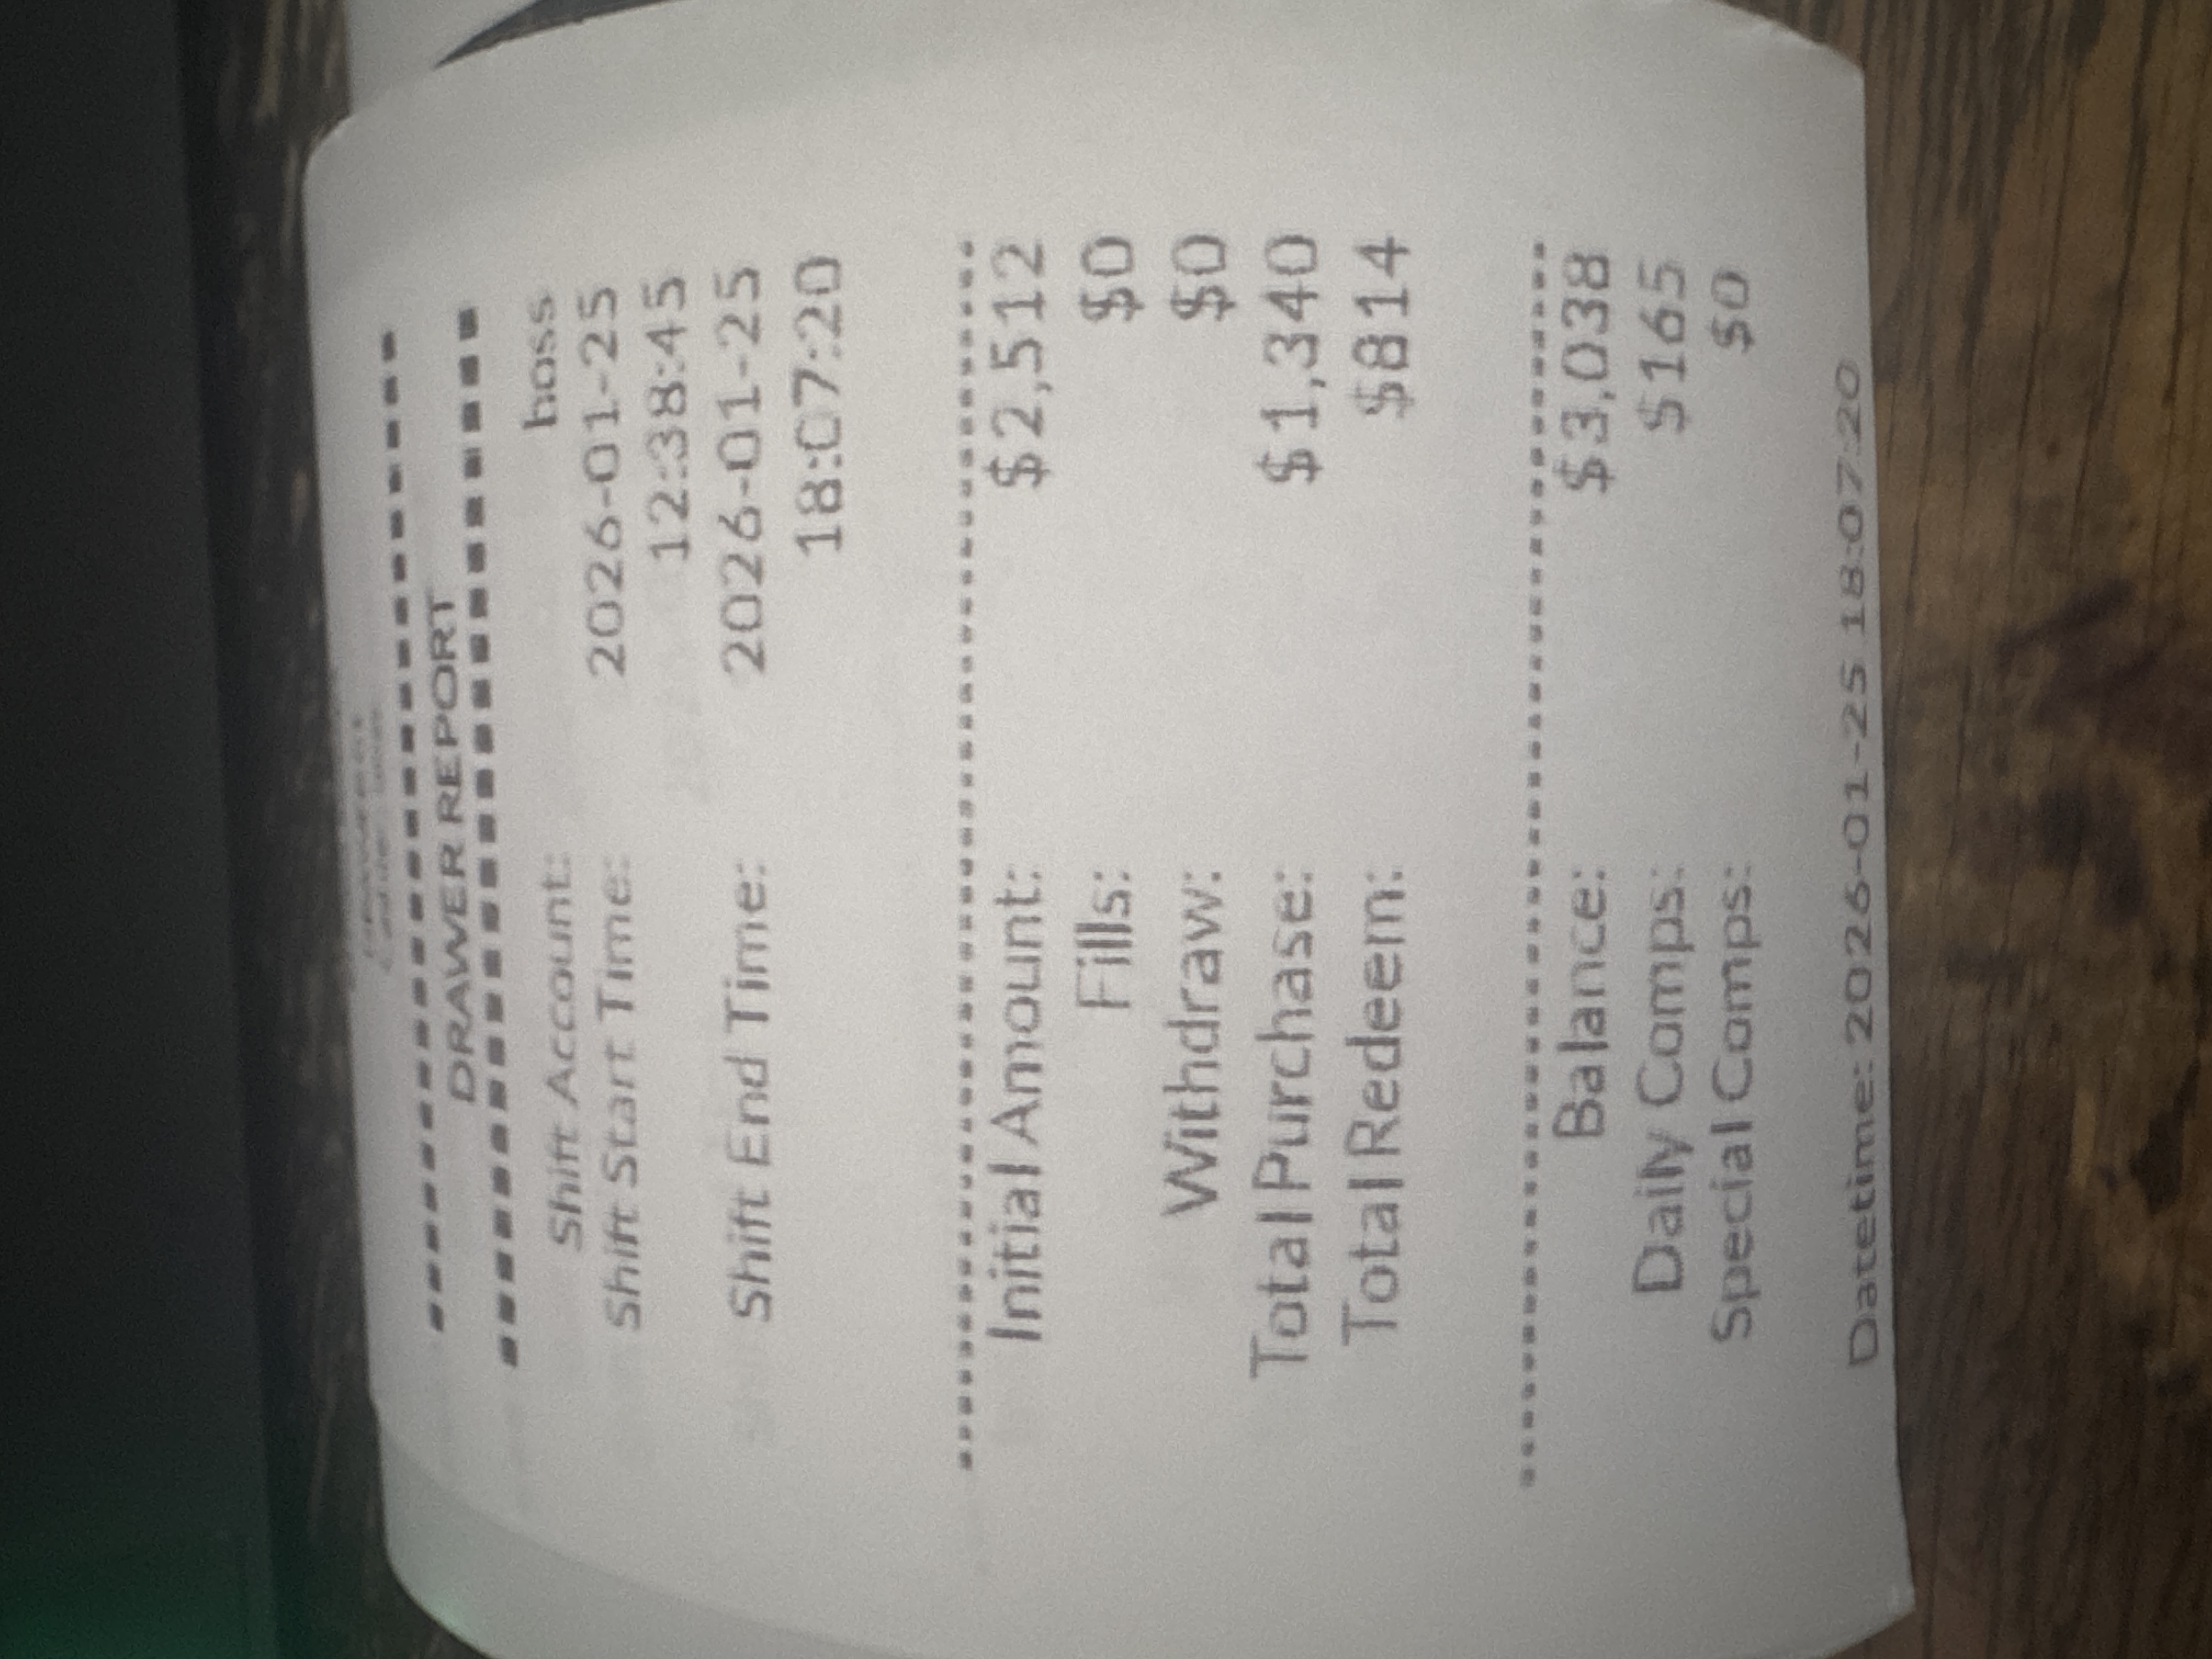 DRAWER REPORT
Shift Account: boss
Shift Start Time: 2026-01-25
12:38:45
Shift End Time: 2026-01-25
18:07:20
Initial Amount: $2,512
Fills: $0
Withdraw: $0
Total Purchase: $1,340
Total Redeem: $814
Balance: $3,038
Daily Comps: $165
Special Comps: $0
Datetime: 2026-01-25 18:07:20